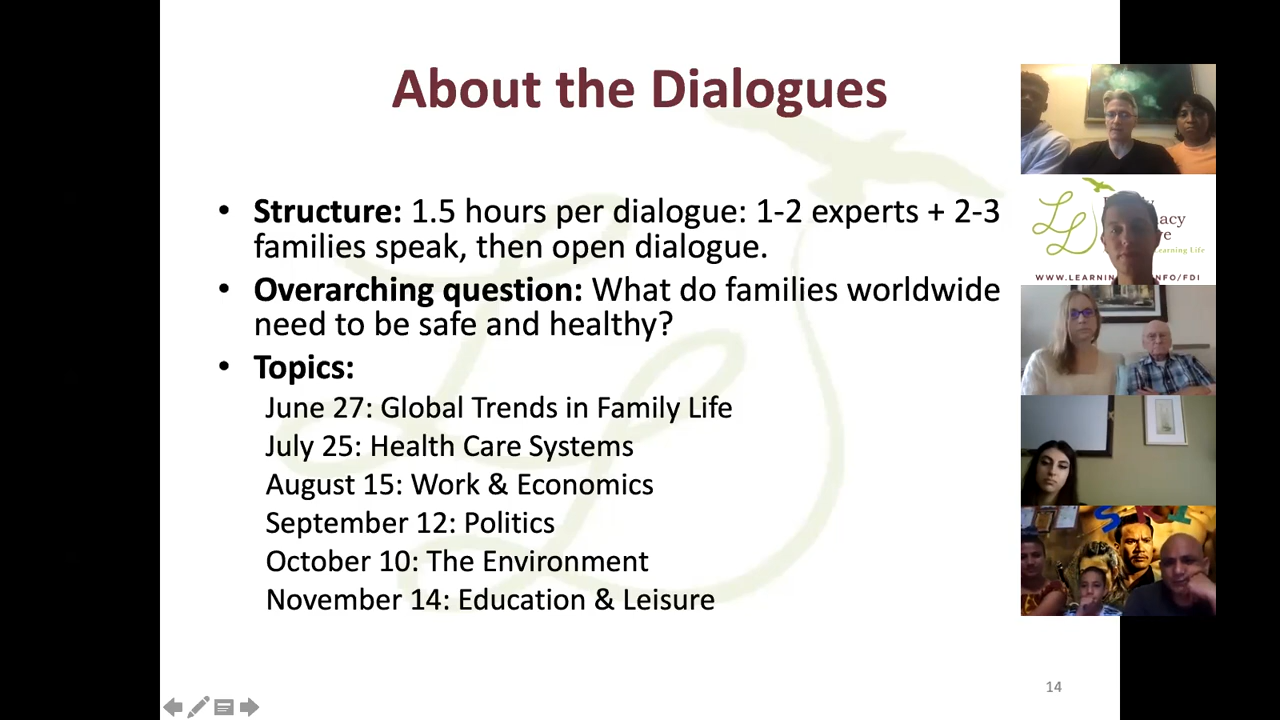 About the Dialogues
• Structure: 1.5 hours per dialogue: 1-2 experts + 2-3
families speak, then open dialogue.
• Overarching question: What do families worldwide
need to be safe and healthy?
• Topics:
June 27: Global Trends in Family Life
July 25: Health Care Systems
August 15: Work & Economics
September 12: Politics
October 10: The Environment
November 14: Education & Leisure
14